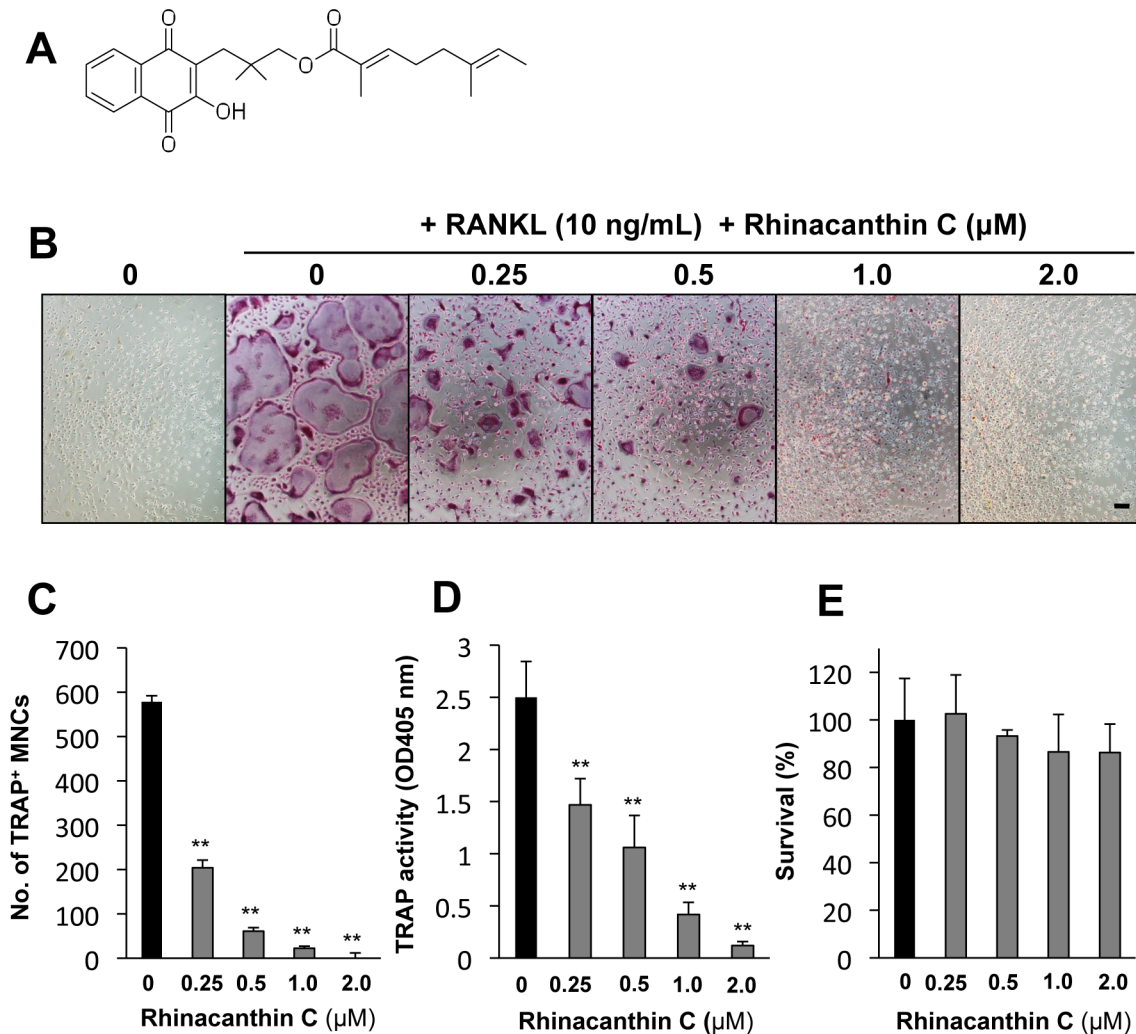 A
O
O
O
O
OH
B
+ RANKL (10 ng/mL) + Rhinacanthin C (µM)
0 0 0.25 0.5 1.0 2.0
C
No. of TRAP+ MNCs
700
600
500
400
300
200
100
0
** ** ** **
0 0.25 0.5 1.0 2.0
Rhinacanthin C (µM)
D
TRAP activity (OD405 nm)
3
2.5
2
1.5
1
0.5
0
** ** ** **
0 0.25 0.5 1.0 2.0
Rhinacanthin C (µM)
E
Survival (%)
120
100
80
60
40
20
0
0 0.25 0.5 1.0 2.0
Rhinacanthin C (µM)